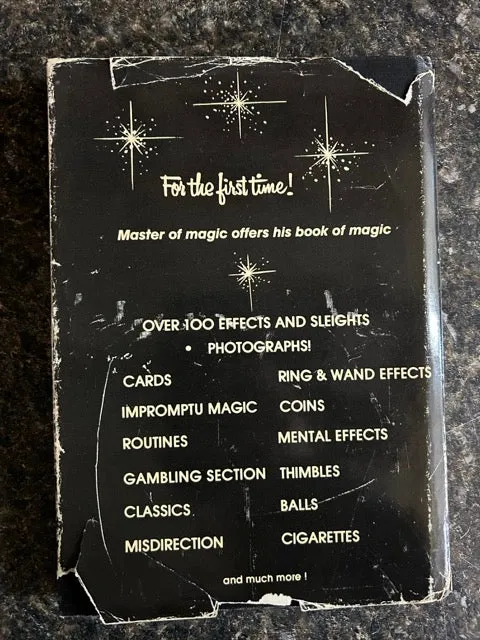 For the first time!
Master of magic offers his book of magic
OVER 100 EFFECTS AND SLEIGHTS
• PHOTOGRAPHS!
CARDS
IMPROMPTU MAGIC
ROUTINES
GAMBLING SECTION
CLASSICS
MISDIRECTION
RING & WAND EFFECTS
COINS
MENTAL EFFECTS
THIMBLES
BALLS
CIGARETTES
and much more!